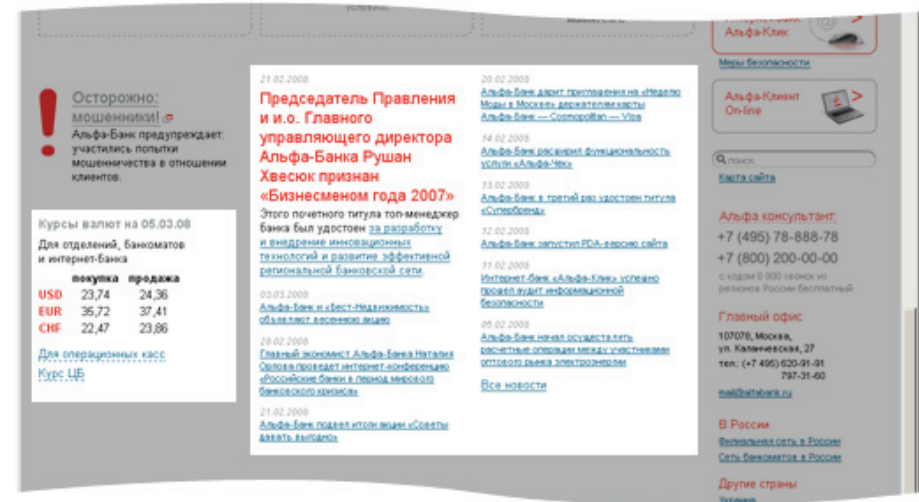 условиях
Осторожно:
мошенники!
Альфа-Банк предупреждает:
участились попытки
мошенничества в отношении
клиентов.
Курсы валют на 05.03.08
Для отделений, банкоматов
и интернет-банка
покупка продажа
USD 23,74 24,36
EUR 35,72 37,41
CHF 22,47 23,86
Для операционных касс
Курс ЦБ
21.02.2008
Председатель Правления
и и.о. Главного
управляющего директора
Альфа-Банка Рушан
Хвесюк признан
«Бизнесменом года 2007»
Этого почетного титула топ-менеджер
банка был удостоен за разработку
и внедрение инновационных
технологий и развитие эффективной
региональной банковской сети.
03.03.2008
Альфа-Банк и «Бест-Недвижимость»
объявляют весеннюю акцию
28.02.2008
Главный экономист Альфа-Банка Наталия
Орлова проведет интернет-конференцию
«Российские банки в период мирового
банковского кризиса»
21.02.2008
Альфа-Банк подвел итоги акции «Советы
давать выгодно»
20.02.2008
Альфа-Банк дарит приглашения на «Неделю
Моды в Москве» держателям карты
Альфа-Банк — Cosmopolitan — Visa
14.02.2008
Альфа-Банк расширил функциональность
услуги «Альфа-Чек»
13.02.2008
Альфа-Банк в третий раз удостоен титула
«Супербренд»
12.02.2008
Альфа-Банк запустил PDA-версию сайта
11.02.2008
Интернет-банк «Альфа-Клик» успешно
прошел аудит информационной
безопасности
05.02.2008
Альфа-Банк начал осуществлять
расчетные операции между участниками
оптового рынка электроэнергии
Все новости
Интернет-банк
Альфа-Клик
Меры безопасности
Альфа-Клиент
On-line
поиск
Карта сайта
Альфа консультант:
+7 (495) 78-888-78
+7 (800) 200-00-00
с кодом 8 800 звонок из
регионов России бесплатный
Главный офис
107078, Москва,
ул. Каланчевская, 27
тел.: (+7 495) 620-91-91
797-31-60
mail@alfabank.ru
В России
Филиальная сеть в России
Сеть банкоматов в России
Другие страны
Украина